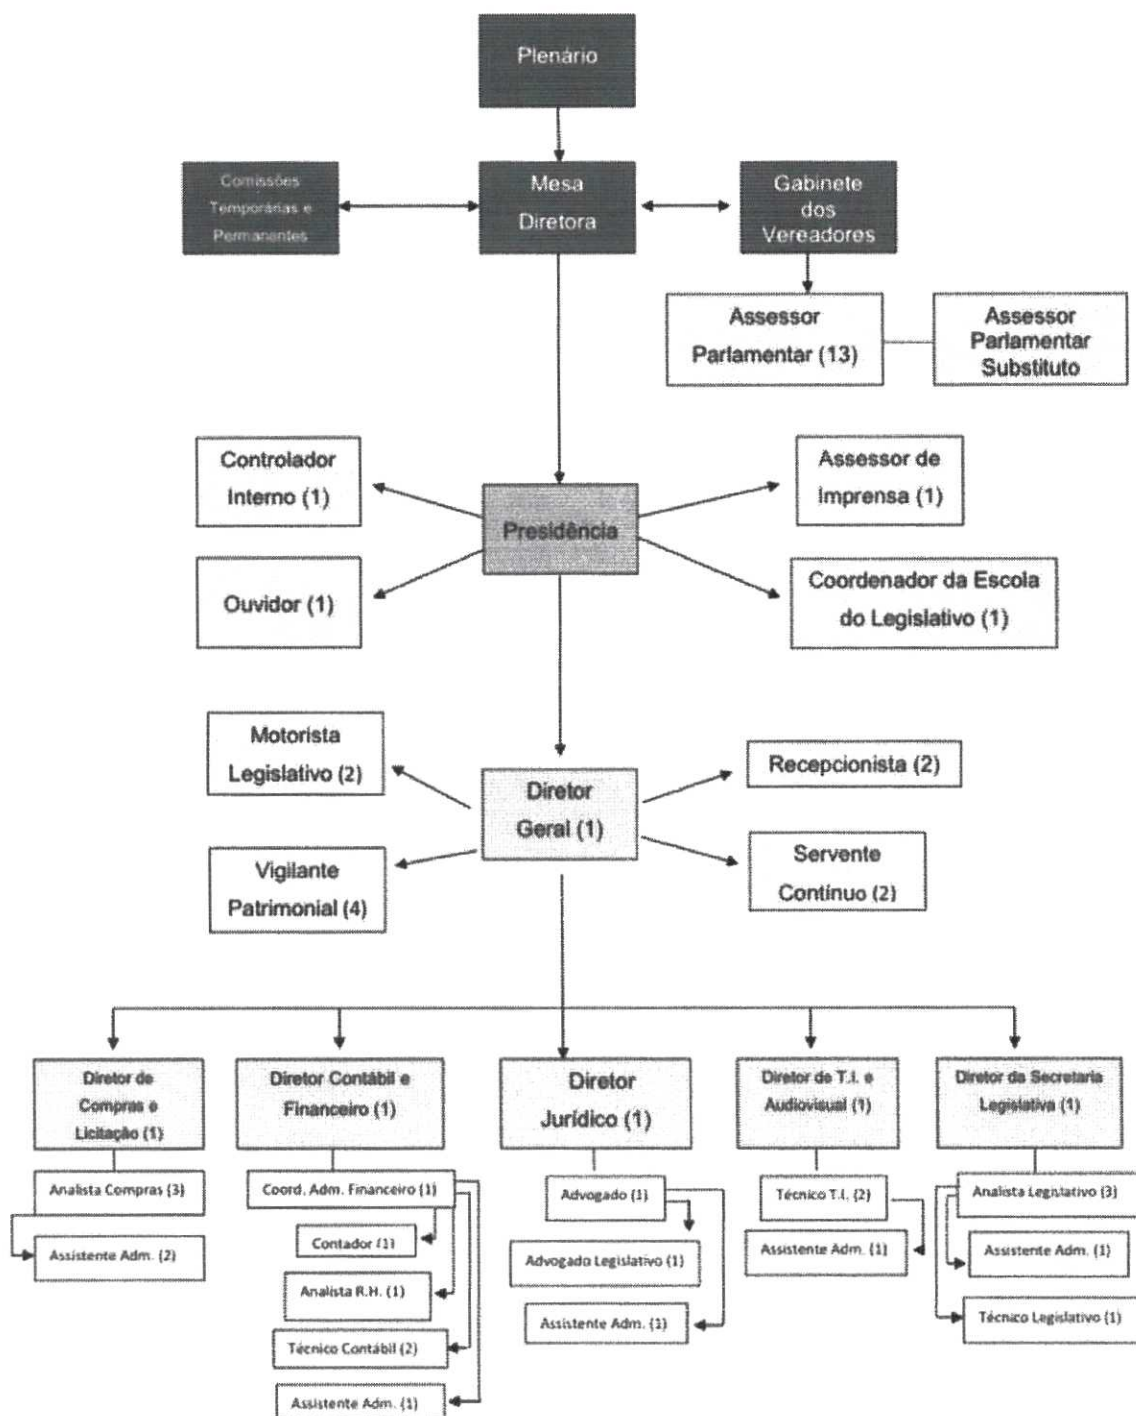 Plenário
Comissões
Temporárias e
Permanentes
Mesa
Diretora
Gabinete
dos
Vereadores
Assessor
Parlamentar (13)
Assessor
Parlamentar
Substituto
Controlador
Interno (1)
Assessor de
Imprensa (1)
Presidência
Ouvidor (1)
Coordenador da Escola
do Legislativo (1)
Motorista
Legislativo (2)
Recepcionista (2)
Diretor
Geral (1)
Vigilante
Patrimonial (4)
Servente
Contínuo (2)
Diretor de
Compras e
Licitação (1)
Analista Compras (3)
Assistente Adm. (2)
Diretor Contábil e
Financeiro (1)
Coord. Adm. Financeiro (1)
Contador (1)
Analista R.H. (1)
Técnico Contábil (2)
Assistente Adm. (1)
Diretor
Jurídico (1)
Advogado (1)
Advogado Legislativo (1)
Assistente Adm. (1)
Diretor de T.I. e
Audiovisual (1)
Técnico T.I. (2)
Assistente Adm. (1)
Diretor da Secretaria
Legislativa (1)
Analista Legislativo (3)
Assistente Adm. (1)
Técnico Legislativo (1)